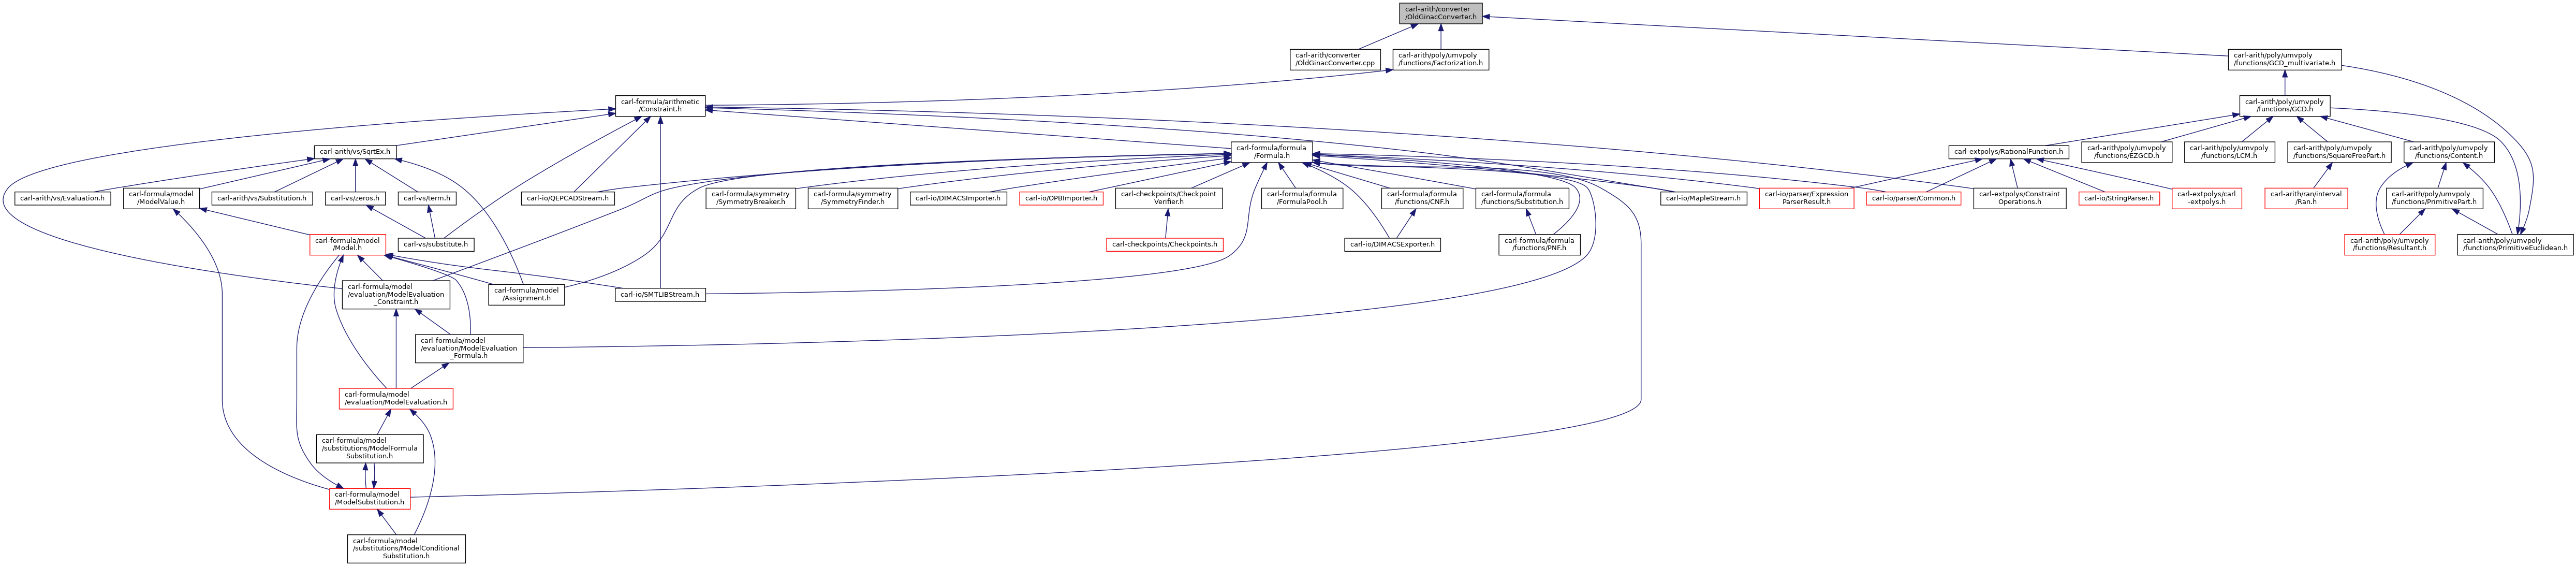 carl-arith/converter
/OldGinacConverter.h
carl-arith/converter
/OldGinacConverter.cpp
carl-arith/poly/umvpoly
/functions/Factorization.h
carl-arith/poly/umvpoly
/functions/GCD_multivariate.h
carl-formula/arithmetic
/Constraint.h
carl-arith/poly/umvpoly
/functions/GCD.h
carl-arith/vs/SqrtEx.h
carl-formula/formula
/Formula.h
carl-extpolys/RationalFunction.h
carl-arith/poly/umvpoly
/functions/EZGCD.h
carl-arith/poly/umvpoly
/functions/LCM.h
carl-arith/poly/umvpoly
/functions/SquareFreePart.h
carl-arith/poly/umvpoly
/functions/Content.h
carl-arith/vs/Evaluation.h
carl-formula/model
/ModelValue.h
carl-arith/vs/Substitution.h
carl-vs/zeros.h
carl-vs/term.h
carl-io/QEPCADStream.h
carl-formula/symmetry
/SymmetryBreaker.h
carl-formula/symmetry
/SymmetryFinder.h
carl-io/DIMACSImporter.h
carl-io/OPBImporter.h
carl-checkpoints/Checkpoint
Verifier.h
carl-formula/formula
/FormulaPool.h
carl-formula/formula
/functions/CNF.h
carl-formula/formula
/functions/Substitution.h
carl-io/MapleStream.h
carl-io/parser/Expression
ParserResult.h
carl-io/parser/Common.h
carl-extpolys/Constraint
Operations.h
carl-io/StringParser.h
carl-extpolys/carl
-extpolys.h
carl-arith/ran/interval
/Ran.h
carl-arith/poly/umvpoly
/functions/PrimitivePart.h
carl-formula/model
/Model.h
carl-vs/substitute.h
carl-checkpoints/Checkpoints.h
carl-io/DIMACSExporter.h
carl-formula/formula
/functions/PNF.h
carl-arith/poly/umvpoly
/functions/Resultant.h
carl-arith/poly/umvpoly
/functions/PrimitiveEuclidean.h
carl-formula/model
/evaluation/ModelEvaluation
_Constraint.h
carl-formula/model
/Assignment.h
carl-io/SMTLIBStream.h
carl-formula/model
/evaluation/ModelEvaluation
_Formula.h
carl-formula/model
/evaluation/ModelEvaluation.h
carl-formula/model
/substitutions/ModelFormula
Substitution.h
carl-formula/model
/ModelSubstitution.h
carl-formula/model
/substitutions/ModelConditional
Substitution.h